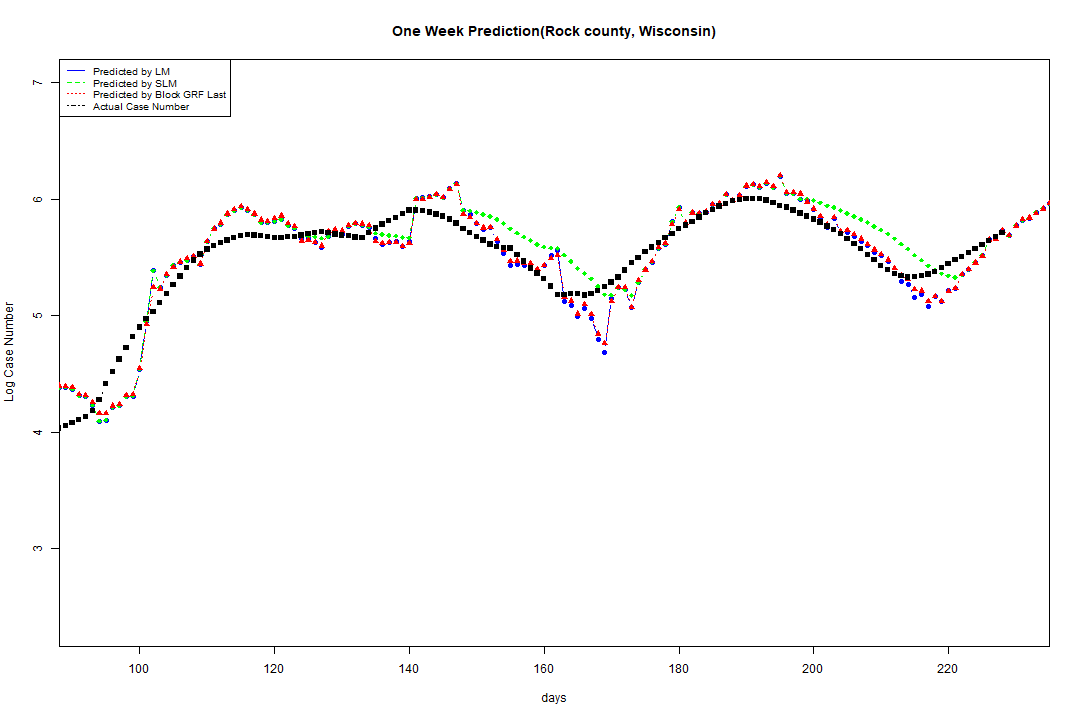 One Week Prediction(Rock county, Wisconsin)
Predicted by LM
Predicted by SLM
Predicted by Block GRF Last
Actual Case Number
7
6
5
4
3
Log Case Number
100 120 140 160 180 200 220
days